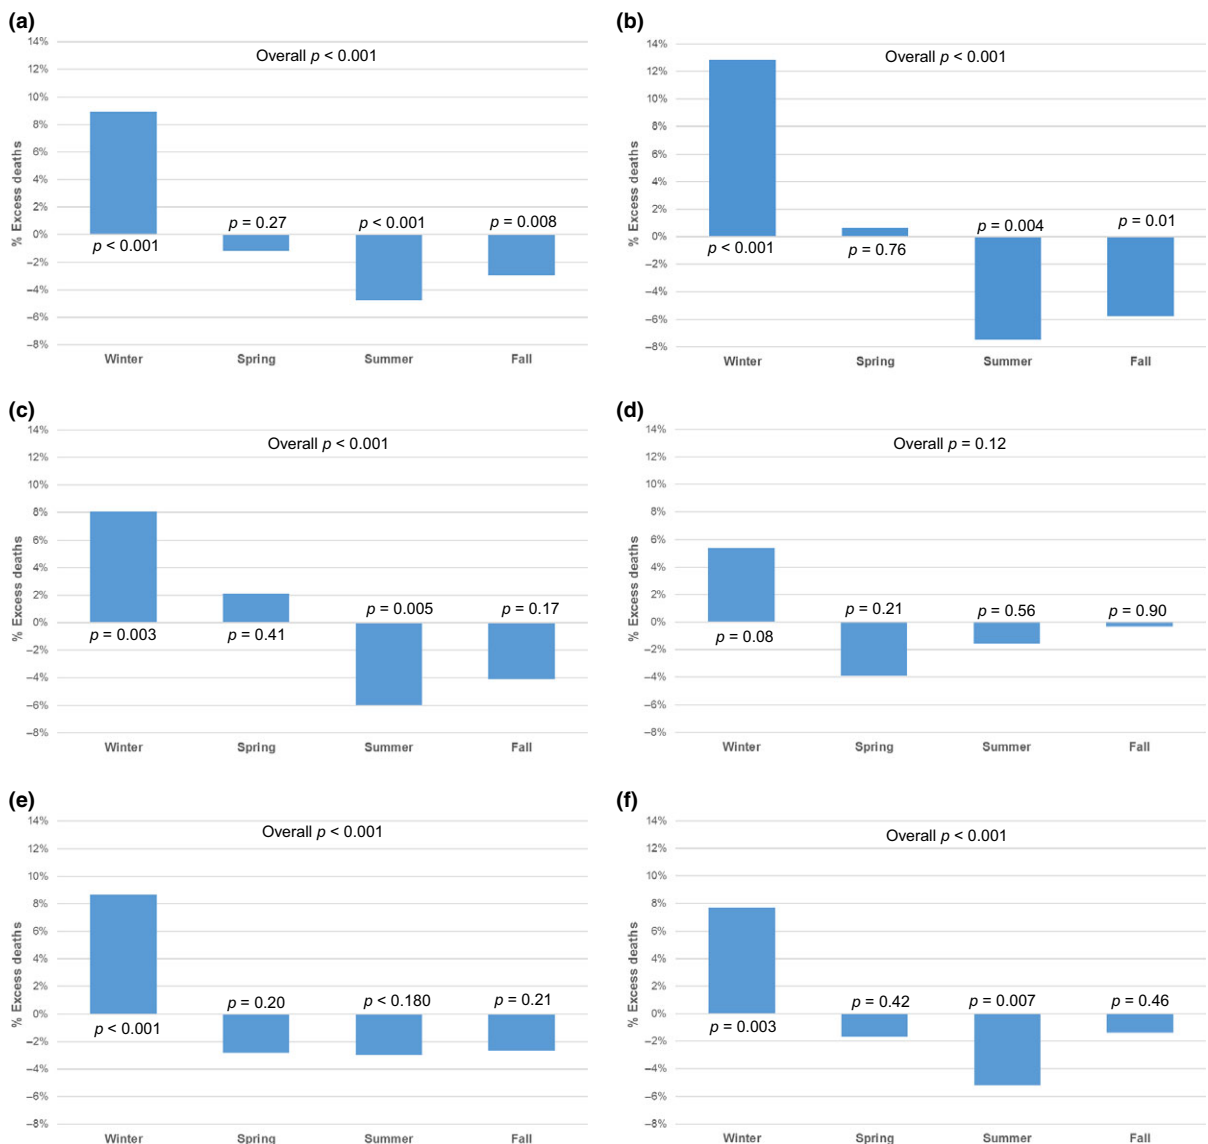 (a)
Overall p < 0.001
14%
12%
10%
8%
6%
4%
2%
0%
–2%
–4%
–6%
–8%
% Excess deaths
p < 0.001
p = 0.27
p < 0.001
p = 0.008
Winter Spring Summer Fall
(b)
Overall p < 0.001
14%
12%
10%
8%
6%
4%
2%
0%
–2%
–4%
–6%
–8%
% Excess deaths
p < 0.001
p = 0.76
p = 0.004
p = 0.01
Winter Spring Summer Fall
(c)
Overall p < 0.001
14%
12%
10%
8%
6%
4%
2%
0%
–2%
–4%
–6%
–8%
% Excess deaths
p = 0.003
p = 0.41
p = 0.005
p = 0.17
Winter Spring Summer Fall
(d)
Overall p = 0.12
14%
12%
10%
8%
6%
4%
2%
0%
–2%
–4%
–6%
–8%
% Excess deaths
p = 0.08
p = 0.21
p = 0.56
p = 0.90
Winter Spring Summer Fall
(e)
Overall p < 0.001
14%
12%
10%
8%
6%
4%
2%
0%
–2%
–4%
–6%
–8%
% Excess deaths
p < 0.001
p = 0.20
p < 0.180
p = 0.21
Winter Spring Summer Fall
(f)
Overall p < 0.001
14%
12%
10%
8%
6%
4%
2%
0%
–2%
–4%
–6%
–8%
% Excess deaths
p = 0.003
p = 0.42
p = 0.007
p = 0.46
Winter Spring Summer Fall